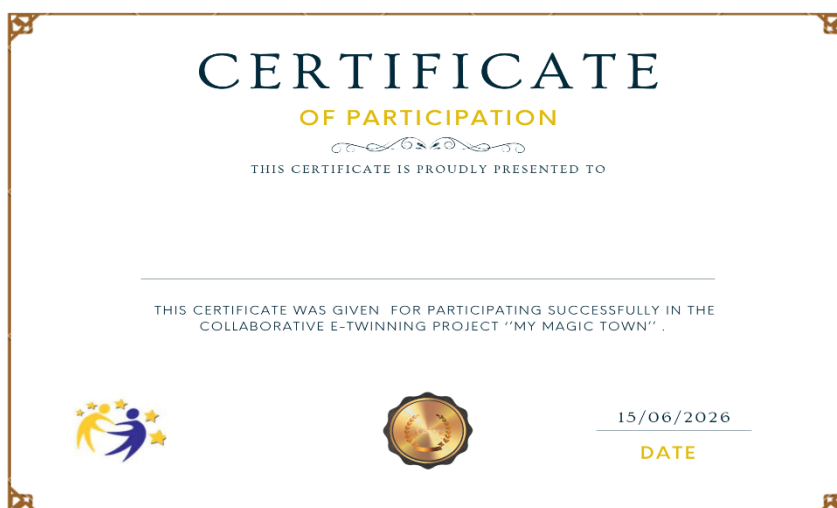 CERTIFICATE
OF PARTICIPATION
THIS CERTIFICATE IS PROUDLY PRESENTED TO
THIS CERTIFICATE WAS GIVEN FOR PARTICIPATING SUCCESSFULLY IN THE
COLLABORATIVE E-TWINNING PROJECT ‘‘MY MAGIC TOWN’’ .
15/06/2026
DATE